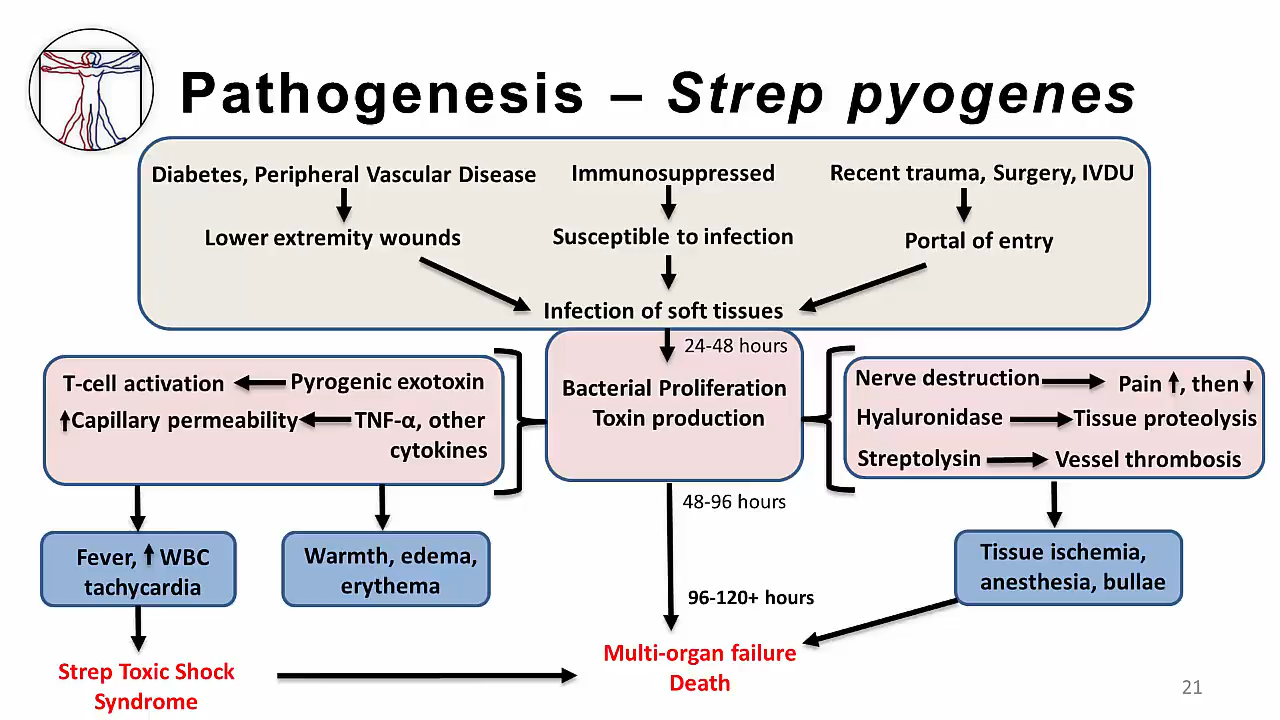 Pathogenesis – Strep pyogenes
Diabetes, Peripheral Vascular Disease
Immunosuppressed
Recent trauma, Surgery, IVDU
Lower extremity wounds
Susceptible to infection
Portal of entry
Infection of soft tissues
24-48 hours
Bacterial Proliferation
Toxin production
T-cell activation
Pyrogenic exotoxin
Capillary permeability
TNF-α, other
cytokines
Nerve destruction
Pain , then
Hyaluronidase
Tissue proteolysis
Streptolysin
Vessel thrombosis
48-96 hours
Fever, WBC
tachycardia
Warmth, edema,
erythema
Tissue ischemia,
anesthesia, bullae
96-120+ hours
Strep Toxic Shock
Syndrome
Multi-organ failure
Death
21